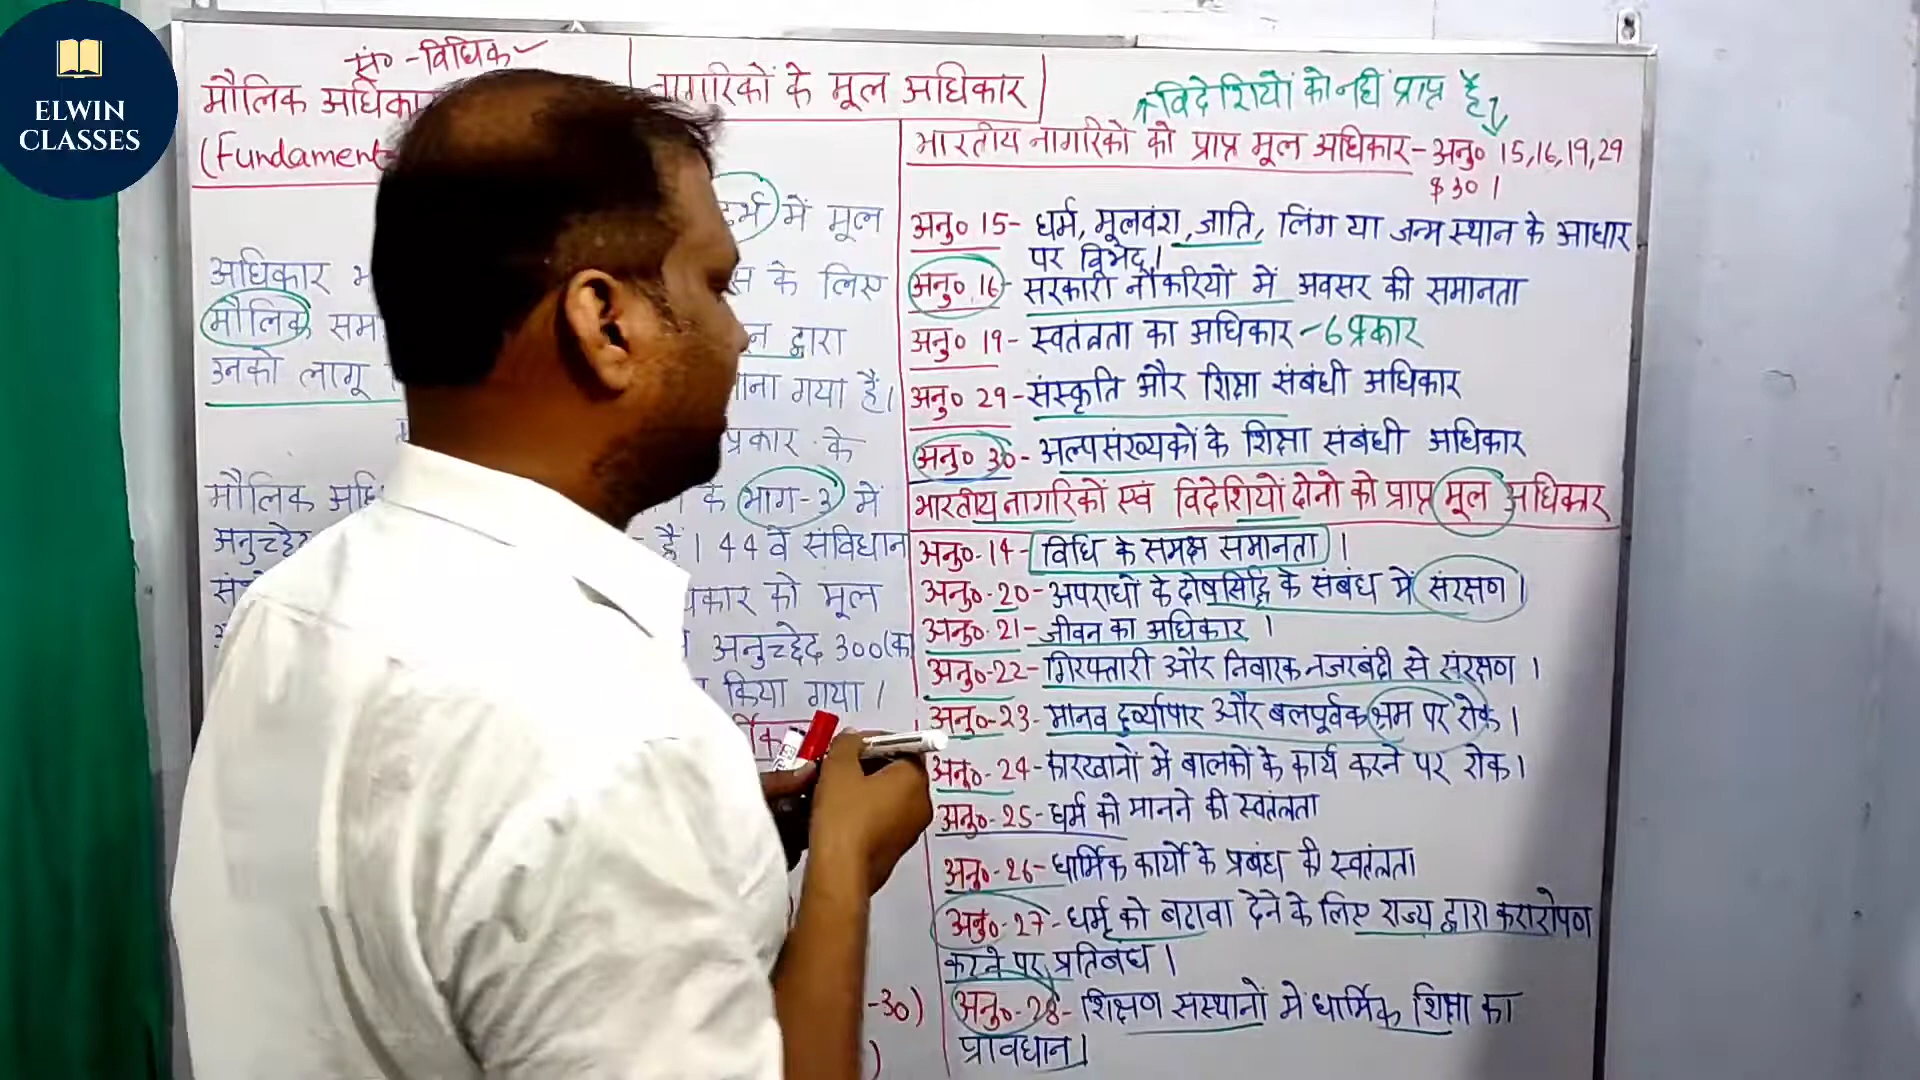 ELWIN
CLASSES
सं० -विधिक
मौलिक
नागरिकों के मूल अधिकार
(Fundament
में मूल
अधिकार
के लिए
मौलिक
द्वारा
उनको लागू
माना गया हैं।
प्रकार के
मौलिक
के भाग-3 में
हैं। 44 वें संविधान
को मूल
अनुच्छेद 300(क
किया गया।
-30)
)
विदेशियों को नही प्राप्त है
भारतीय नागरिकों को प्राप्त मूल अधिकार - अनु० 15,16,19,29
$ 30।
अनु० 15- धर्म, मूलवंश, जाति, लिंग या जन्म स्थान के आधार
पर विभेद।
अनु० 16- सरकारी नौकरियों में अवसर की समानता
अनु० 19- स्वतंत्रता का अधिकार - 6 प्रकार
अनु० 29- संस्कृति और शिक्षा संबंधी अधिकार
अनु० 30- अल्पसंख्यकों के शिक्षा संबंधी अधिकार
भारतीय नागरिकों एवं विदेशियों दोनो को प्राप्त मूल अधिकार
अनु०-14- विधि के समक्ष समानता।
अनु०-20- अपराधों के दोषसिद्धि के संबंध में संरक्षण।
अनु०-21- जीवन का अधिकार।
अनु०-22- गिरफ्तारी और निवारक नजरबंदी से संरक्षण।
अनु०-23- मानव दुर्व्यापार और बलपूर्वक श्रम पर रोक।
अनु०-24- कारखानों में बालकों के कार्य करने पर रोक।
अनु०-25- धर्म को मानने की स्वतंत्रता
अनु०-26- धार्मिक कार्यो के प्रबंध की स्वतंत्रता
अनु०-27- धर्म को बढावा देने के लिए राज्य द्वारा करारोपण
करने पर प्रतिबंध।
अनु०-28- शिक्षण संस्थानों में धार्मिक शिक्षा का
प्रावधान।